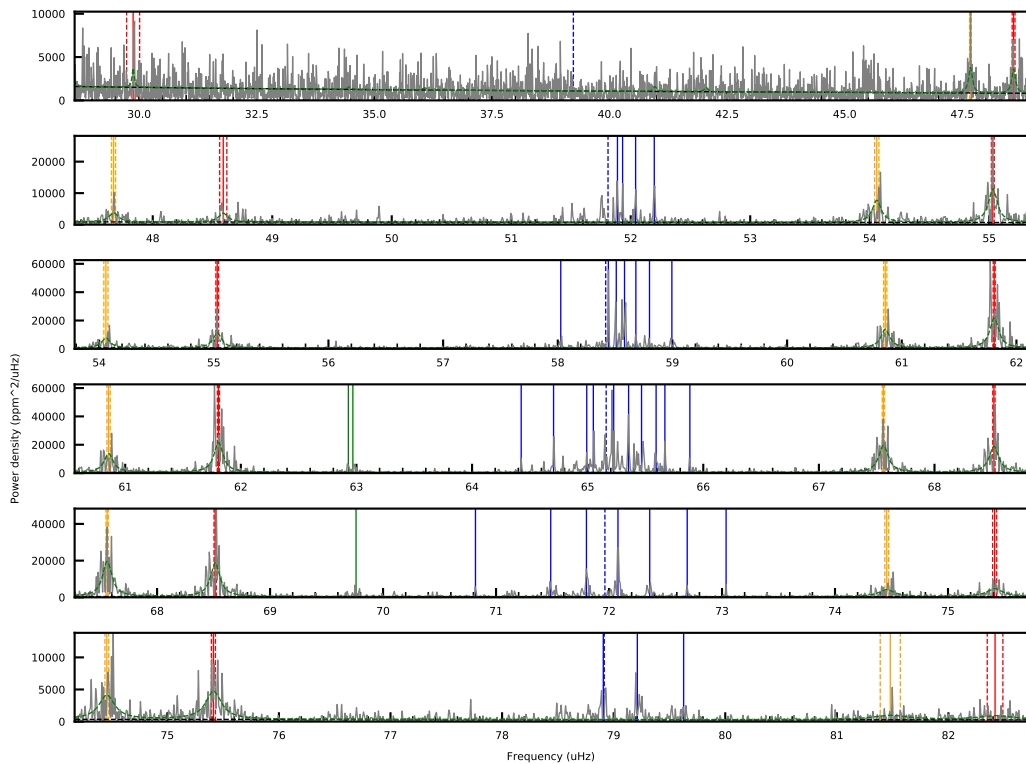 10000
5000
0
30.0 32.5 35.0 37.5 40.0 42.5 45.0 47.5
20000
10000
0
48 49 50 51 52 53 54 55
60000
40000
20000
0
54 55 56 57 58 59 60 61 62
Power density (ppm^2/uHz)
60000
40000
20000
0
61 62 63 64 65 66 67 68
40000
20000
0
68 69 70 71 72 73 74 75
10000
5000
0
75 76 77 78 79 80 81 82
Frequency (uHz)